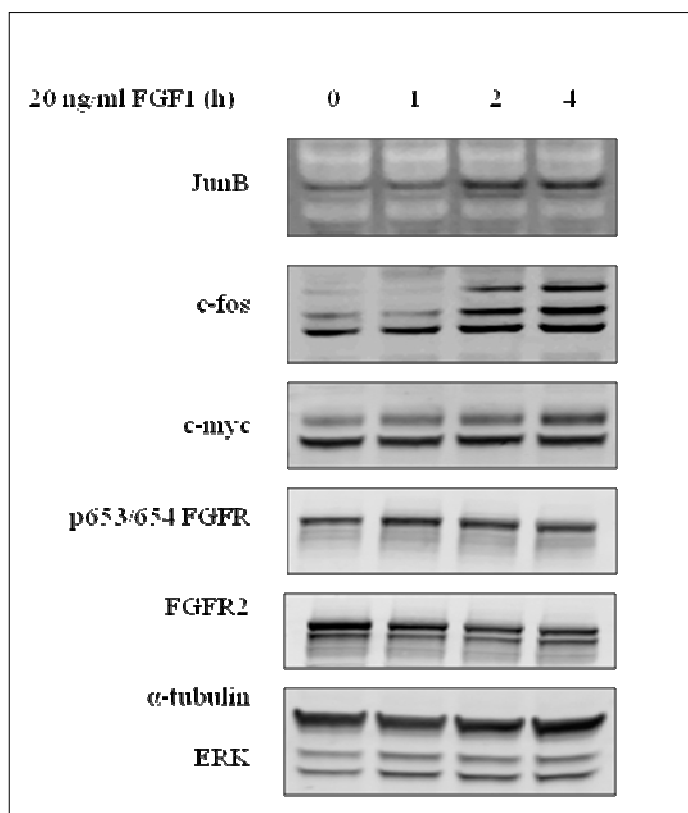 20 ng/ml FGF1 (h) 0 1 2 4
JunB
c-fos
c-myc
p653/654 FGFR
FGFR2
α-tubulin
ERK